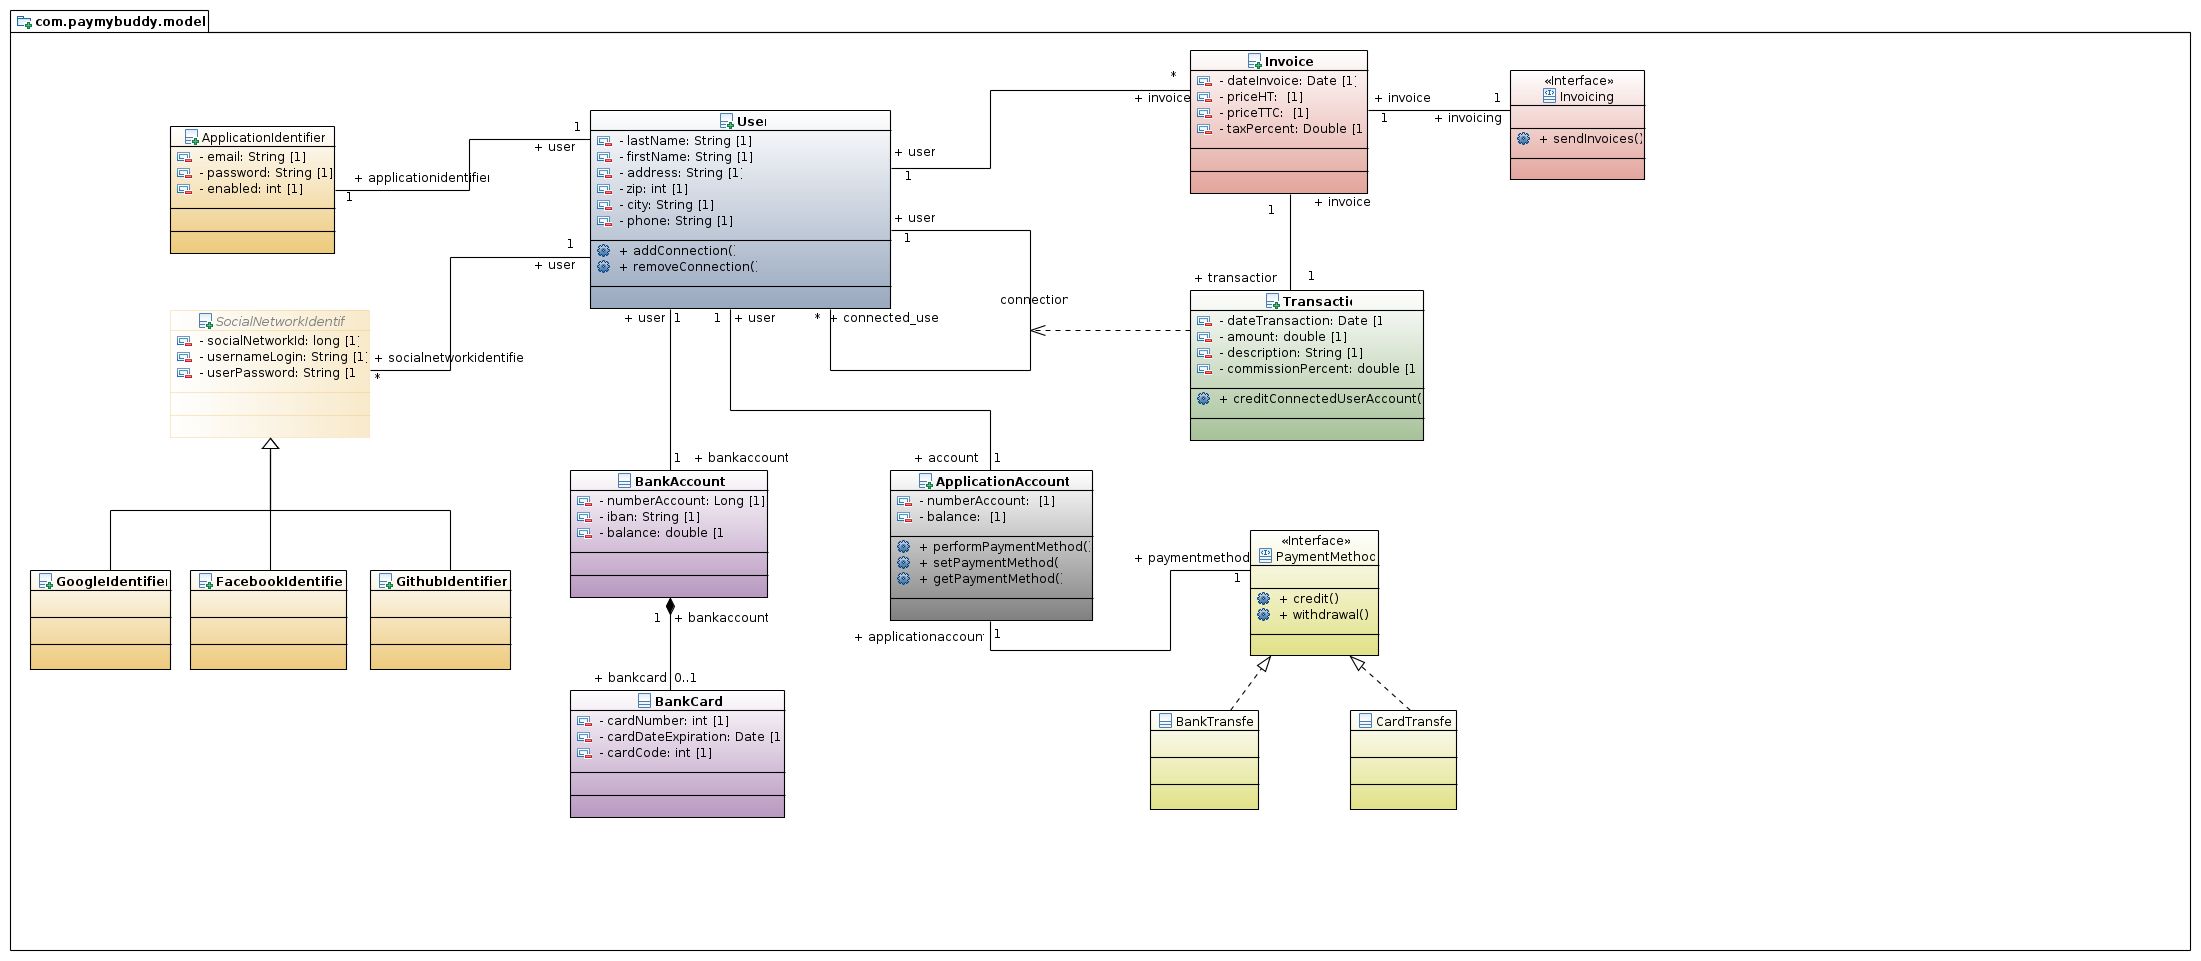 com.paymybuddy.model
ApplicationIdentifier
- email: String [1]
- password: String [1]
- enabled: int [1]
+ applicationidentifier
1
1
+ user
User
- lastName: String [1]
- firstName: String [1]
- address: String [1]
- zip: int [1]
- city: String [1]
- phone: String [1]
+ addConnection()
+ removeConnection()
*
+ invoice
+ user
1
Invoice
- dateInvoice: Date [1]
- priceHT: [1]
- priceTTC: [1]
- taxPercent: Double [1
+ invoice
1
1
+ invoicing
«Interface»
Invoicing
+ sendInvoices()
1
+ invoice
+ transaction
1
+ user
1
connection
* + connected_use
Transactic
- dateTransaction: Date [1
- amount: double [1]
- description: String [1]
- commissionPercent: double [1
+ creditConnectedUserAccount(
1
+ user
SocialNetworkIdentif
- socialNetworkId: long [1]
- usernameLogin: String [1]
- userPassword: String [1
+ socialnetworkidentifie
*
GoogleIdentifier
FacebookIdentifie
GithubIdentifier
+ user 1
1 + user
1 + bankaccount
BankAccount
- numberAccount: Long [1]
- iban: String [1]
- balance: double [1
1 + bankaccount
+ bankcard 0..1
BankCard
- cardNumber: int [1]
- cardDateExpiration: Date [1
- cardCode: int [1]
+ account 1
ApplicationAccount
- numberAccount: [1]
- balance: [1]
+ performPaymentMethod()
+ setPaymentMethod(
+ getPaymentMethod()
+ applicationaccount 1
+ paymentmethod
1
«Interface»
PaymentMethod
+ credit()
+ withdrawal()
BankTransfe
CardTransfe